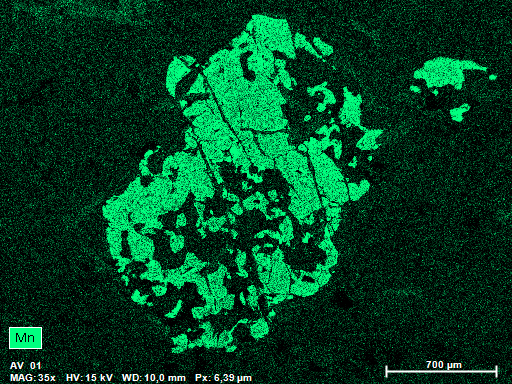 Mn
AV 01
MAG: 35x HV: 15 kV WD: 10,0 mm Px: 6,39 µm
700 µm